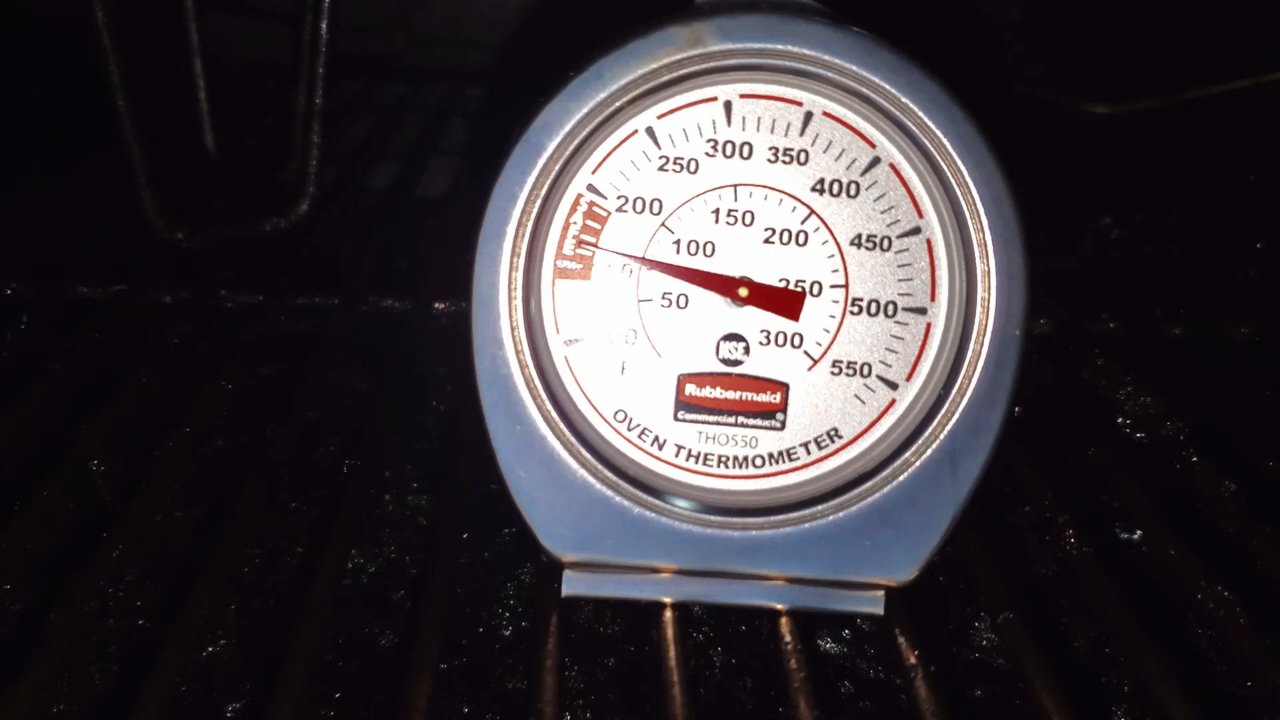 300
350
250
400
200
450
500
550
150
200
100
250
50
300
NSF
F
Rubbermaid
Commercial Products®
THO550
OVEN THERMOMETER